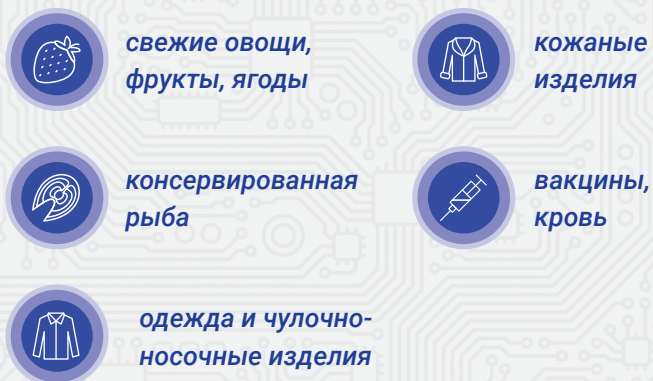 свежие овощи,
фрукты, ягоды
кожаные
изделия
консервированная
рыба
вакцины,
кровь
одежда и чулочно-
носочные изделия